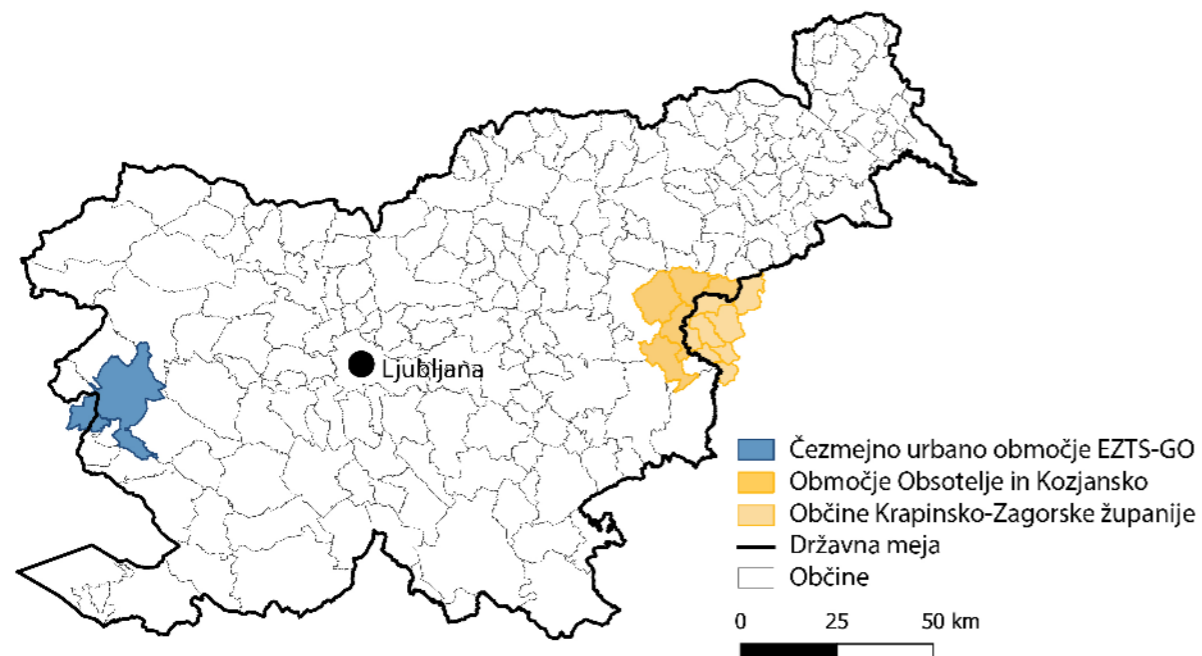 Ljubljana
Čezmejno urbano območje EZTS-GO
Območje Obsotelje in Kozjansko
Občine Krapinsko-Zagorske županije
Državna meja
Občine
0 25 50 km